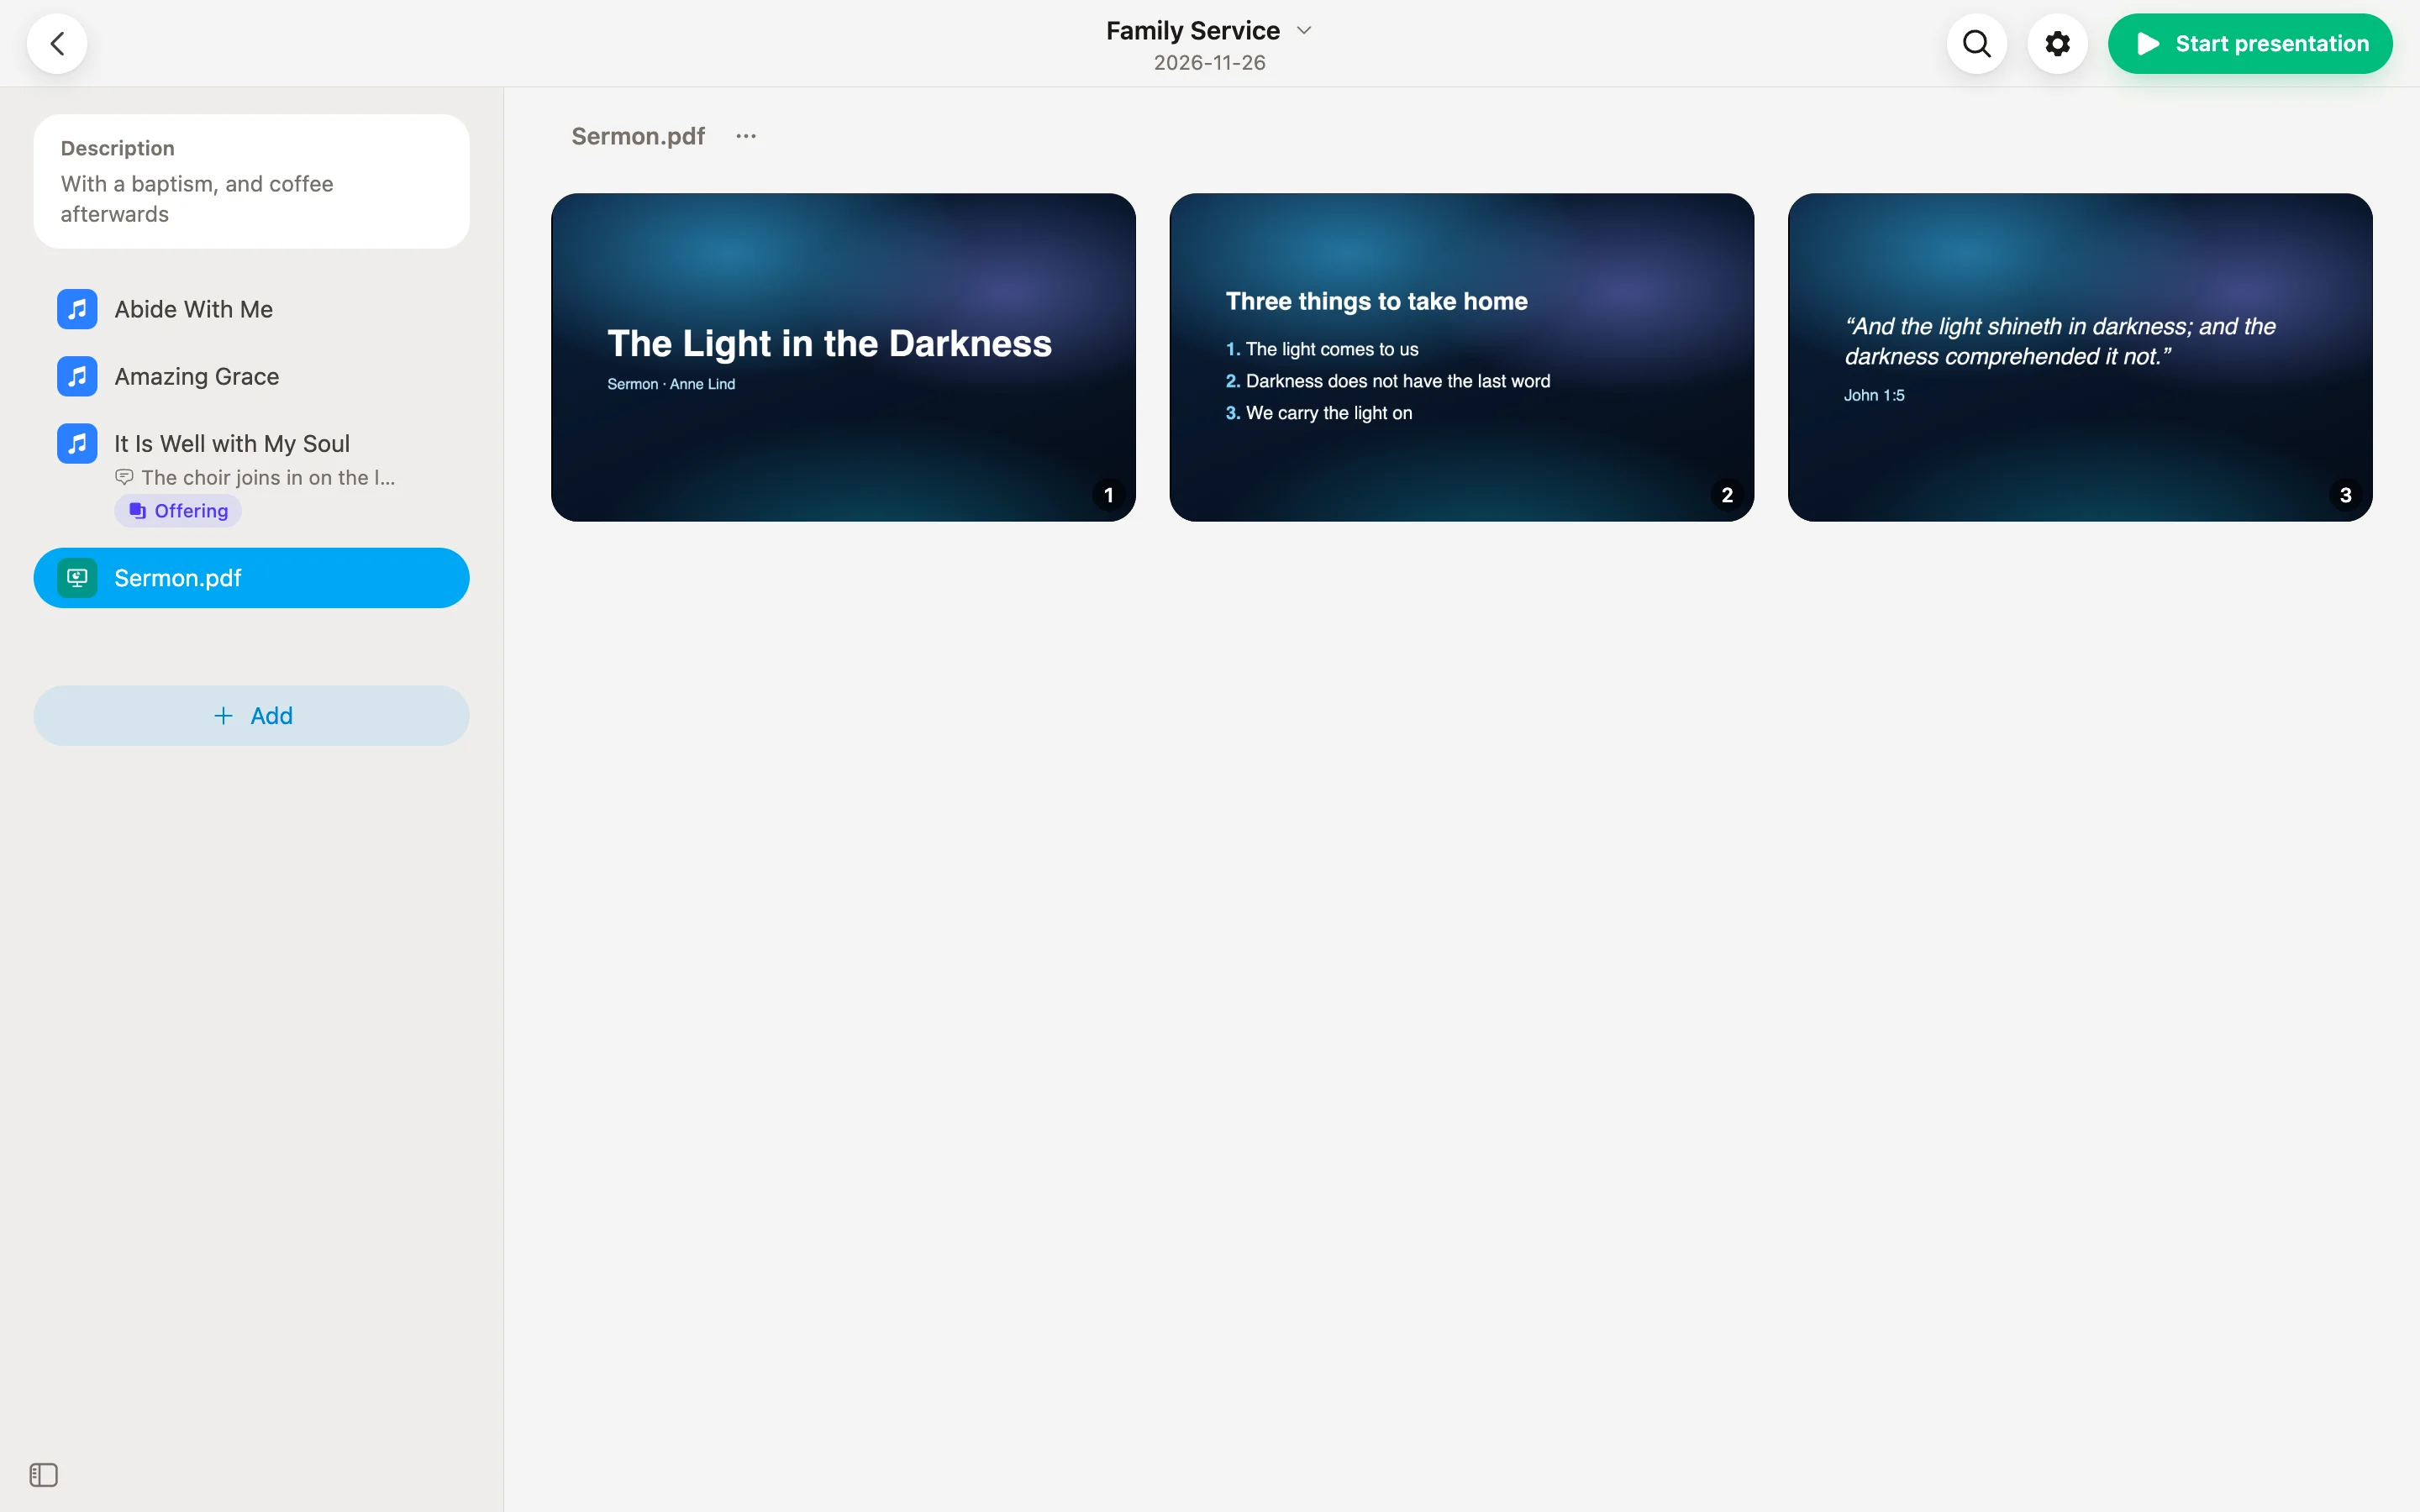 Family Service
2026-11-26
Start presentation
Description
With a baptism, and coffee
afterwards
Abide With Me
Amazing Grace
It Is Well with My Soul
The choir joins in on the l...
Offering
Sermon.pdf
Add
Sermon.pdf
The Light in the Darkness
Sermon · Anne Lind
1
Three things to take home
1. The light comes to us
2. Darkness does not have the last word
3. We carry the light on
2
“And the light shineth in darkness; and the
darkness comprehended it not.”
John 1:5
3